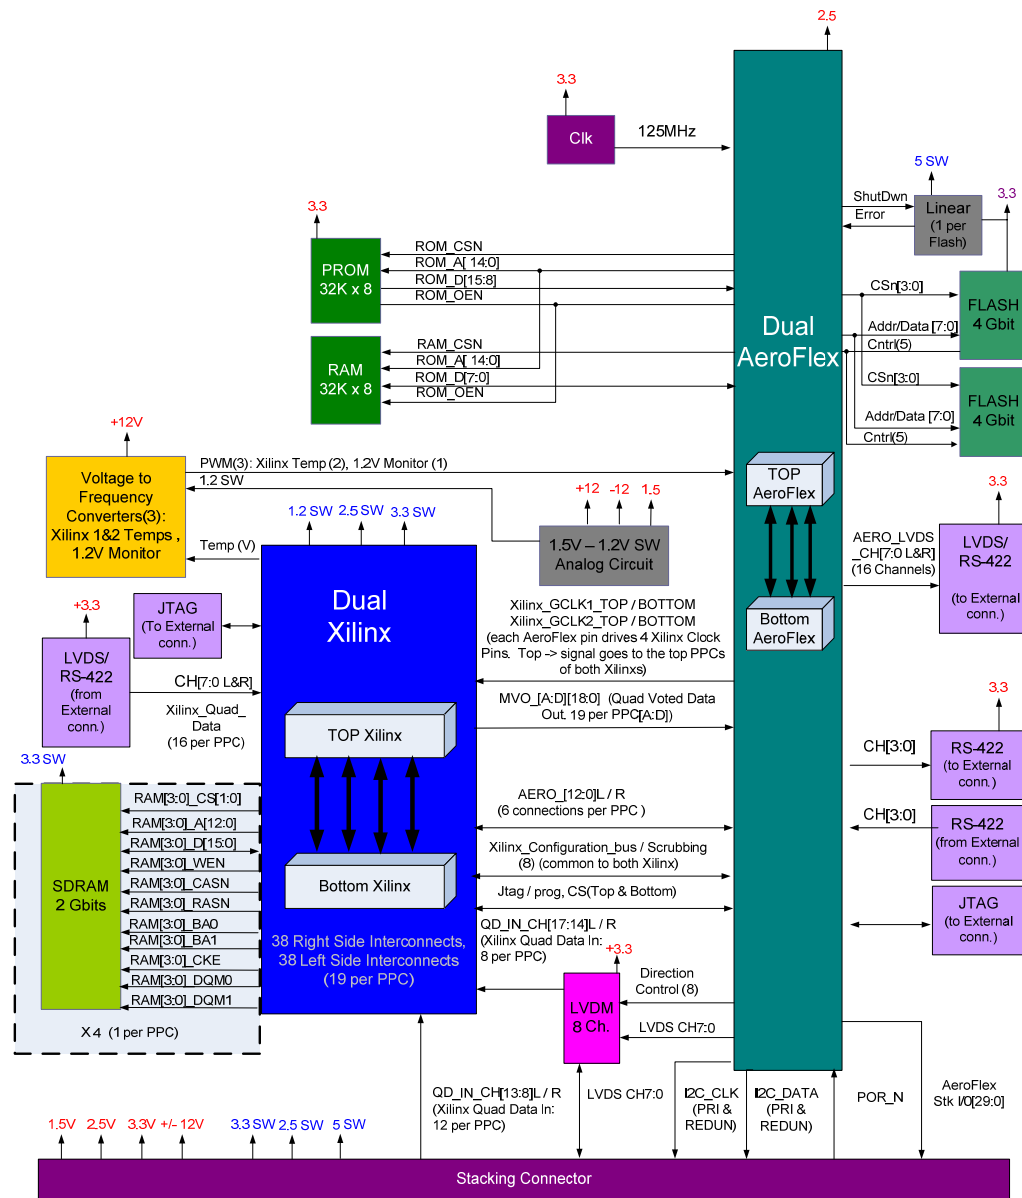 2.5
3.3
Clk
125MHz
5 SW
ShutDwn
Error
Linear
(1 per
Flash)
3.3
3.3
PROM
32K x 8
ROM_CSN
ROM_A[ 14:0]
ROM_D[15:8]
ROM_OEN
RAM
32K x 8
RAM_CSN
ROM_A[ 14:0]
ROM_D[7:0]
ROM_OEN
Dual
AeroFlex
CSn[3:0]
Addr/Data [7:0]
Cntrl(5)
FLASH
4 Gbit
CSn[3:0]
Addr/Data [7:0]
Cntrl(5)
FLASH
4 Gbit
+12V
Voltage to
Frequency
Converters(3):
Xilinx 1&2 Temps ,
1.2V Monitor
PWM(3): Xilinx Temp (2), 1.2V Monitor (1)
1.2 SW
Temp (V)
1.2 SW
2.5 SW
3.3 SW
+12
-12
1.5
1.5V – 1.2V SW
Analog Circuit
TOP
AeroFlex
Bottom
AeroFlex
3.3
AERO_LVDS
_CH[7:0 L&R]
(16 Channels)
LVDS/
RS-422
(to External
conn.)
+3.3
JTAG
(To External
conn.)
LVDS/
RS-422
(from
External
conn.)
CH[7:0 L&R]
Xilinx_Quad_
Data
(16 per PPC)
Dual
Xilinx
TOP Xilinx
Bottom Xilinx
38 Right Side Interconnects,
38 Left Side Interconnects
(19 per PPC)
Xilinx_GCLK1_TOP / BOTTOM
Xilinx_GCLK2_TOP / BOTTOM
(each AeroFlex pin drives 4 Xilinx Clock
Pins.  Top -> signal goes to the top PPCs
of both Xilinxs)
MVO_[A:D][18:0]  (Quad Voted Data
Out. 19 per PPC[A:D])
AERO_[12:0]L / R
(6 connections per PPC )
Xilinx_Configuration_bus / Scrubbing
(8) (common to both Xilinx)
Jtag / prog, CS(Top & Bottom)
QD_IN_CH[17:14]L / R
(Xilinx Quad Data In:
8 per PPC)
3.3
CH[3:0]
RS-422
(to External
conn.)
CH[3:0]
RS-422
(from External
conn.)
JTAG
(to External
conn.)
3.3 SW
SDRAM
2 Gbits
RAM[3:0]_CS[1:0]
RAM[3:0]_A[12:0]
RAM[3:0]_D[15:0]
RAM[3:0]_WEN
RAM[3:0]_CASN
RAM[3:0]_RASN
RAM[3:0]_BA0
RAM[3:0]_BA1
RAM[3:0]_CKE
RAM[3:0]_DQM0
RAM[3:0]_DQM1
X 4  (1 per PPC)
+3.3
LVDM
8 Ch.
Direction
Control (8)
LVDS CH7:0
QD_IN_CH[13:8]L / R
(Xilinx Quad Data In:
12 per PPC)
LVDS CH7:0
I2C_CLK
(PRI &
REDUN)
I2C_DATA
(PRI &
REDUN)
POR_N
AeroFlex
Stk I/0[29:0]
1.5V
2.5V
3.3V
+/- 12V
3.3 SW
2.5 SW
5 SW
Stacking Connector